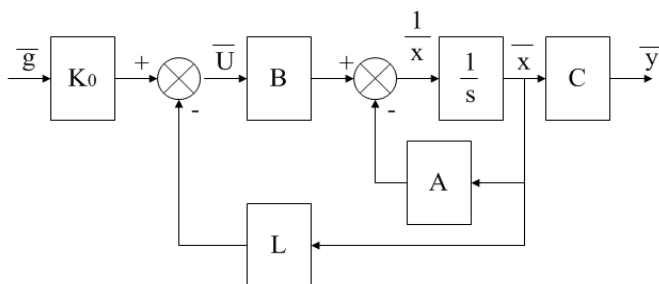 g
K₀
+
-
U
B
+
-
1
x
1
s
x
C
y
A
L